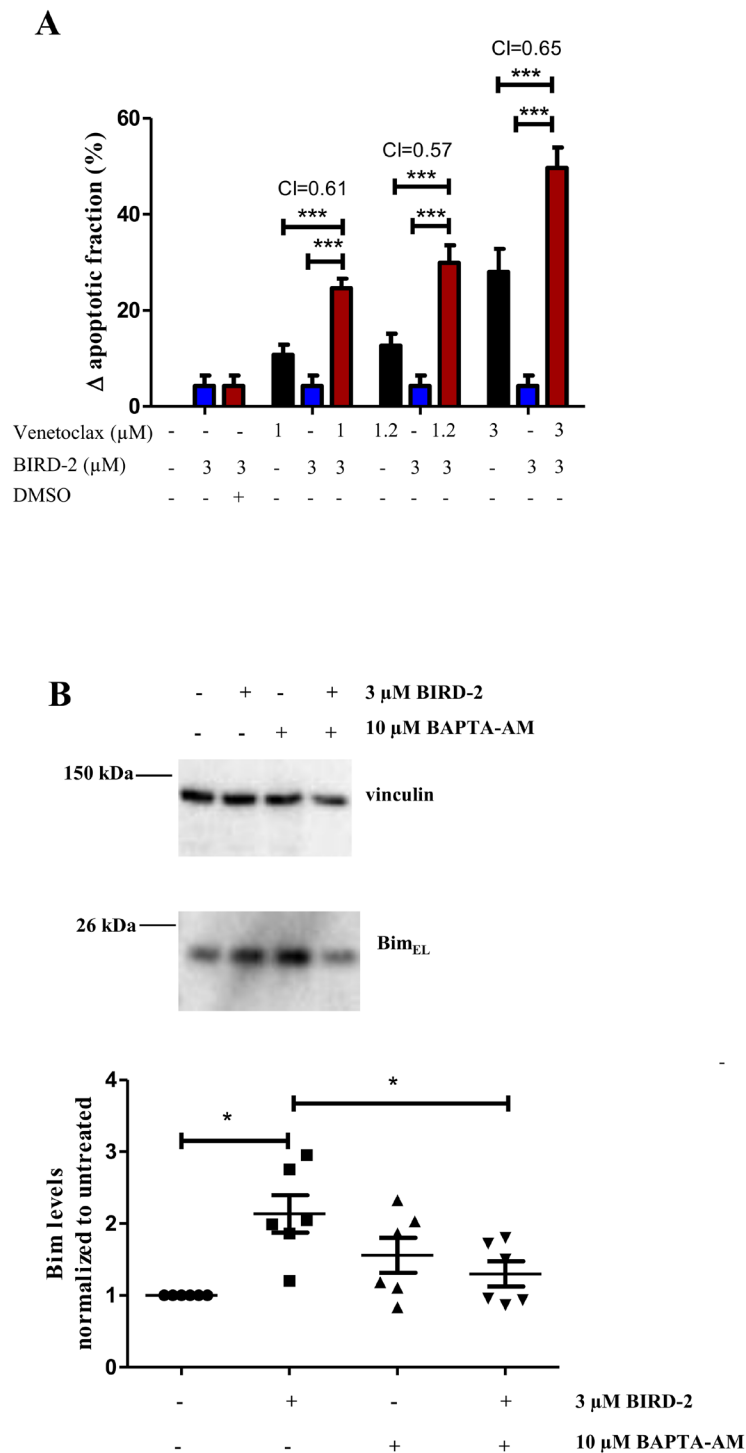 A
CI=0.65
***
***
60
CI=0.57
***
***
CI=0.61
***
***
40
20
0
Δ apoptotic fraction (%)
Venetoclax (µM) - - - 1 - 1 1.2 - 1.2 3 - 3
BIRD-2 (µM) - 3 3 - 3 3 - 3 3 - 3 3
DMSO - - + - - - - - - - - -
B
- + - + 3 µM BIRD-2
- - + + 10 µM BAPTA-AM
150 kDa
vinculin
26 kDa
BimEL
-
4
3
2
1
0
*
*
Bim levels
normalized to untreated
- + - + 3 µM BIRD-2
- - + + 10 µM BAPTA-AM